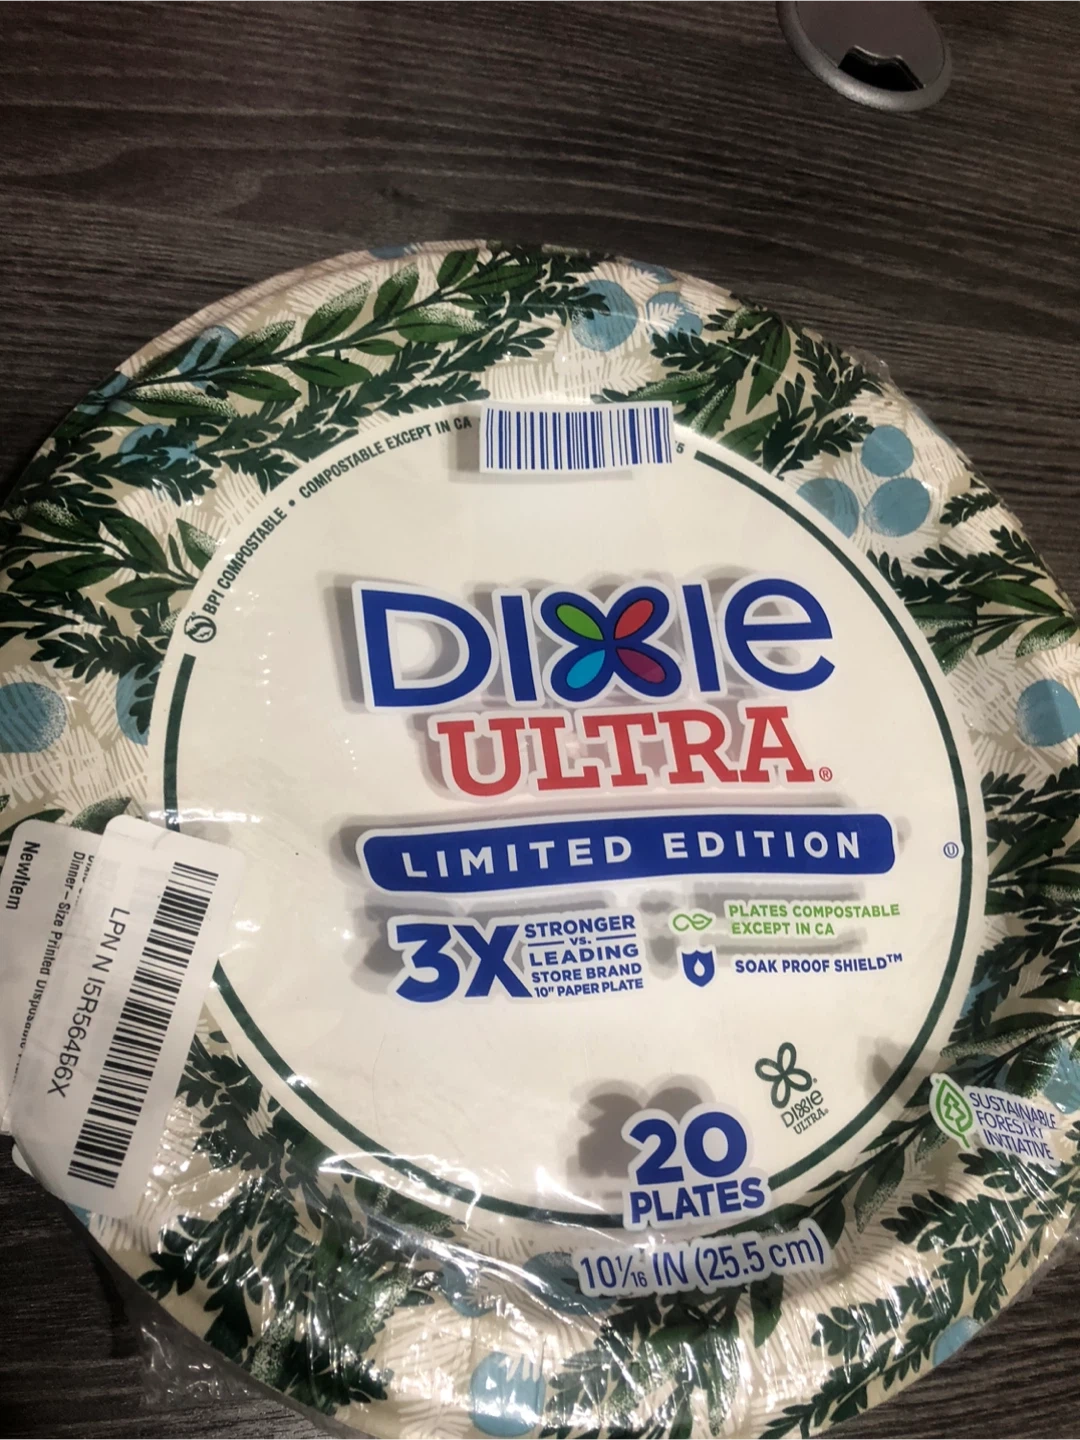 BPI COMPOSTABLE • COMPOSTABLE EXCEPT IN CA
DIXIE
ULTRA®
LIMITED EDITION
U
3X STRONGER
VS.
LEADING
STORE BRAND
10" PAPER PLATE
PLATES COMPOSTABLE
EXCEPT IN CA
SOAK PROOF SHIELD™
DIXIE
ULTRA®
SUSTAINABLE
FORESTRY
INITIATIVE
20
PLATES
10 1/16 IN (25.5 cm)
Dinner – Size Printed Disposable
NewItem
LPNNI5R564B6X